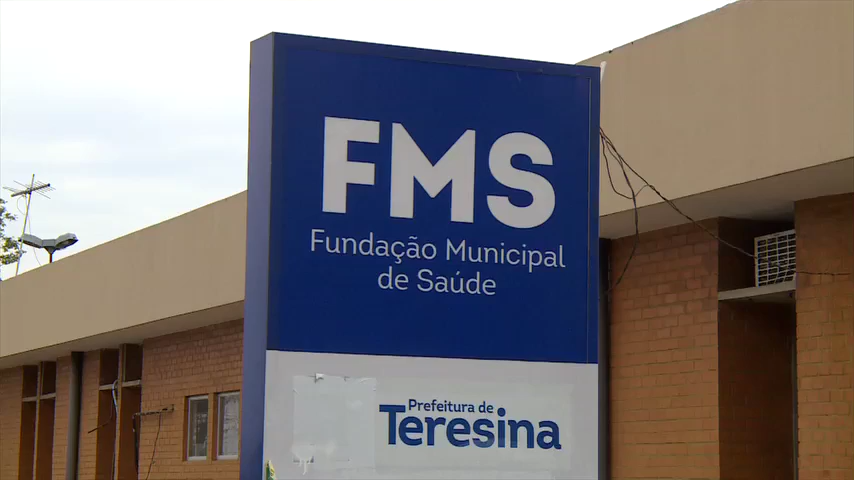 FMS
Fundação Municipal
de Saúde
Prefeitura de
Teresina